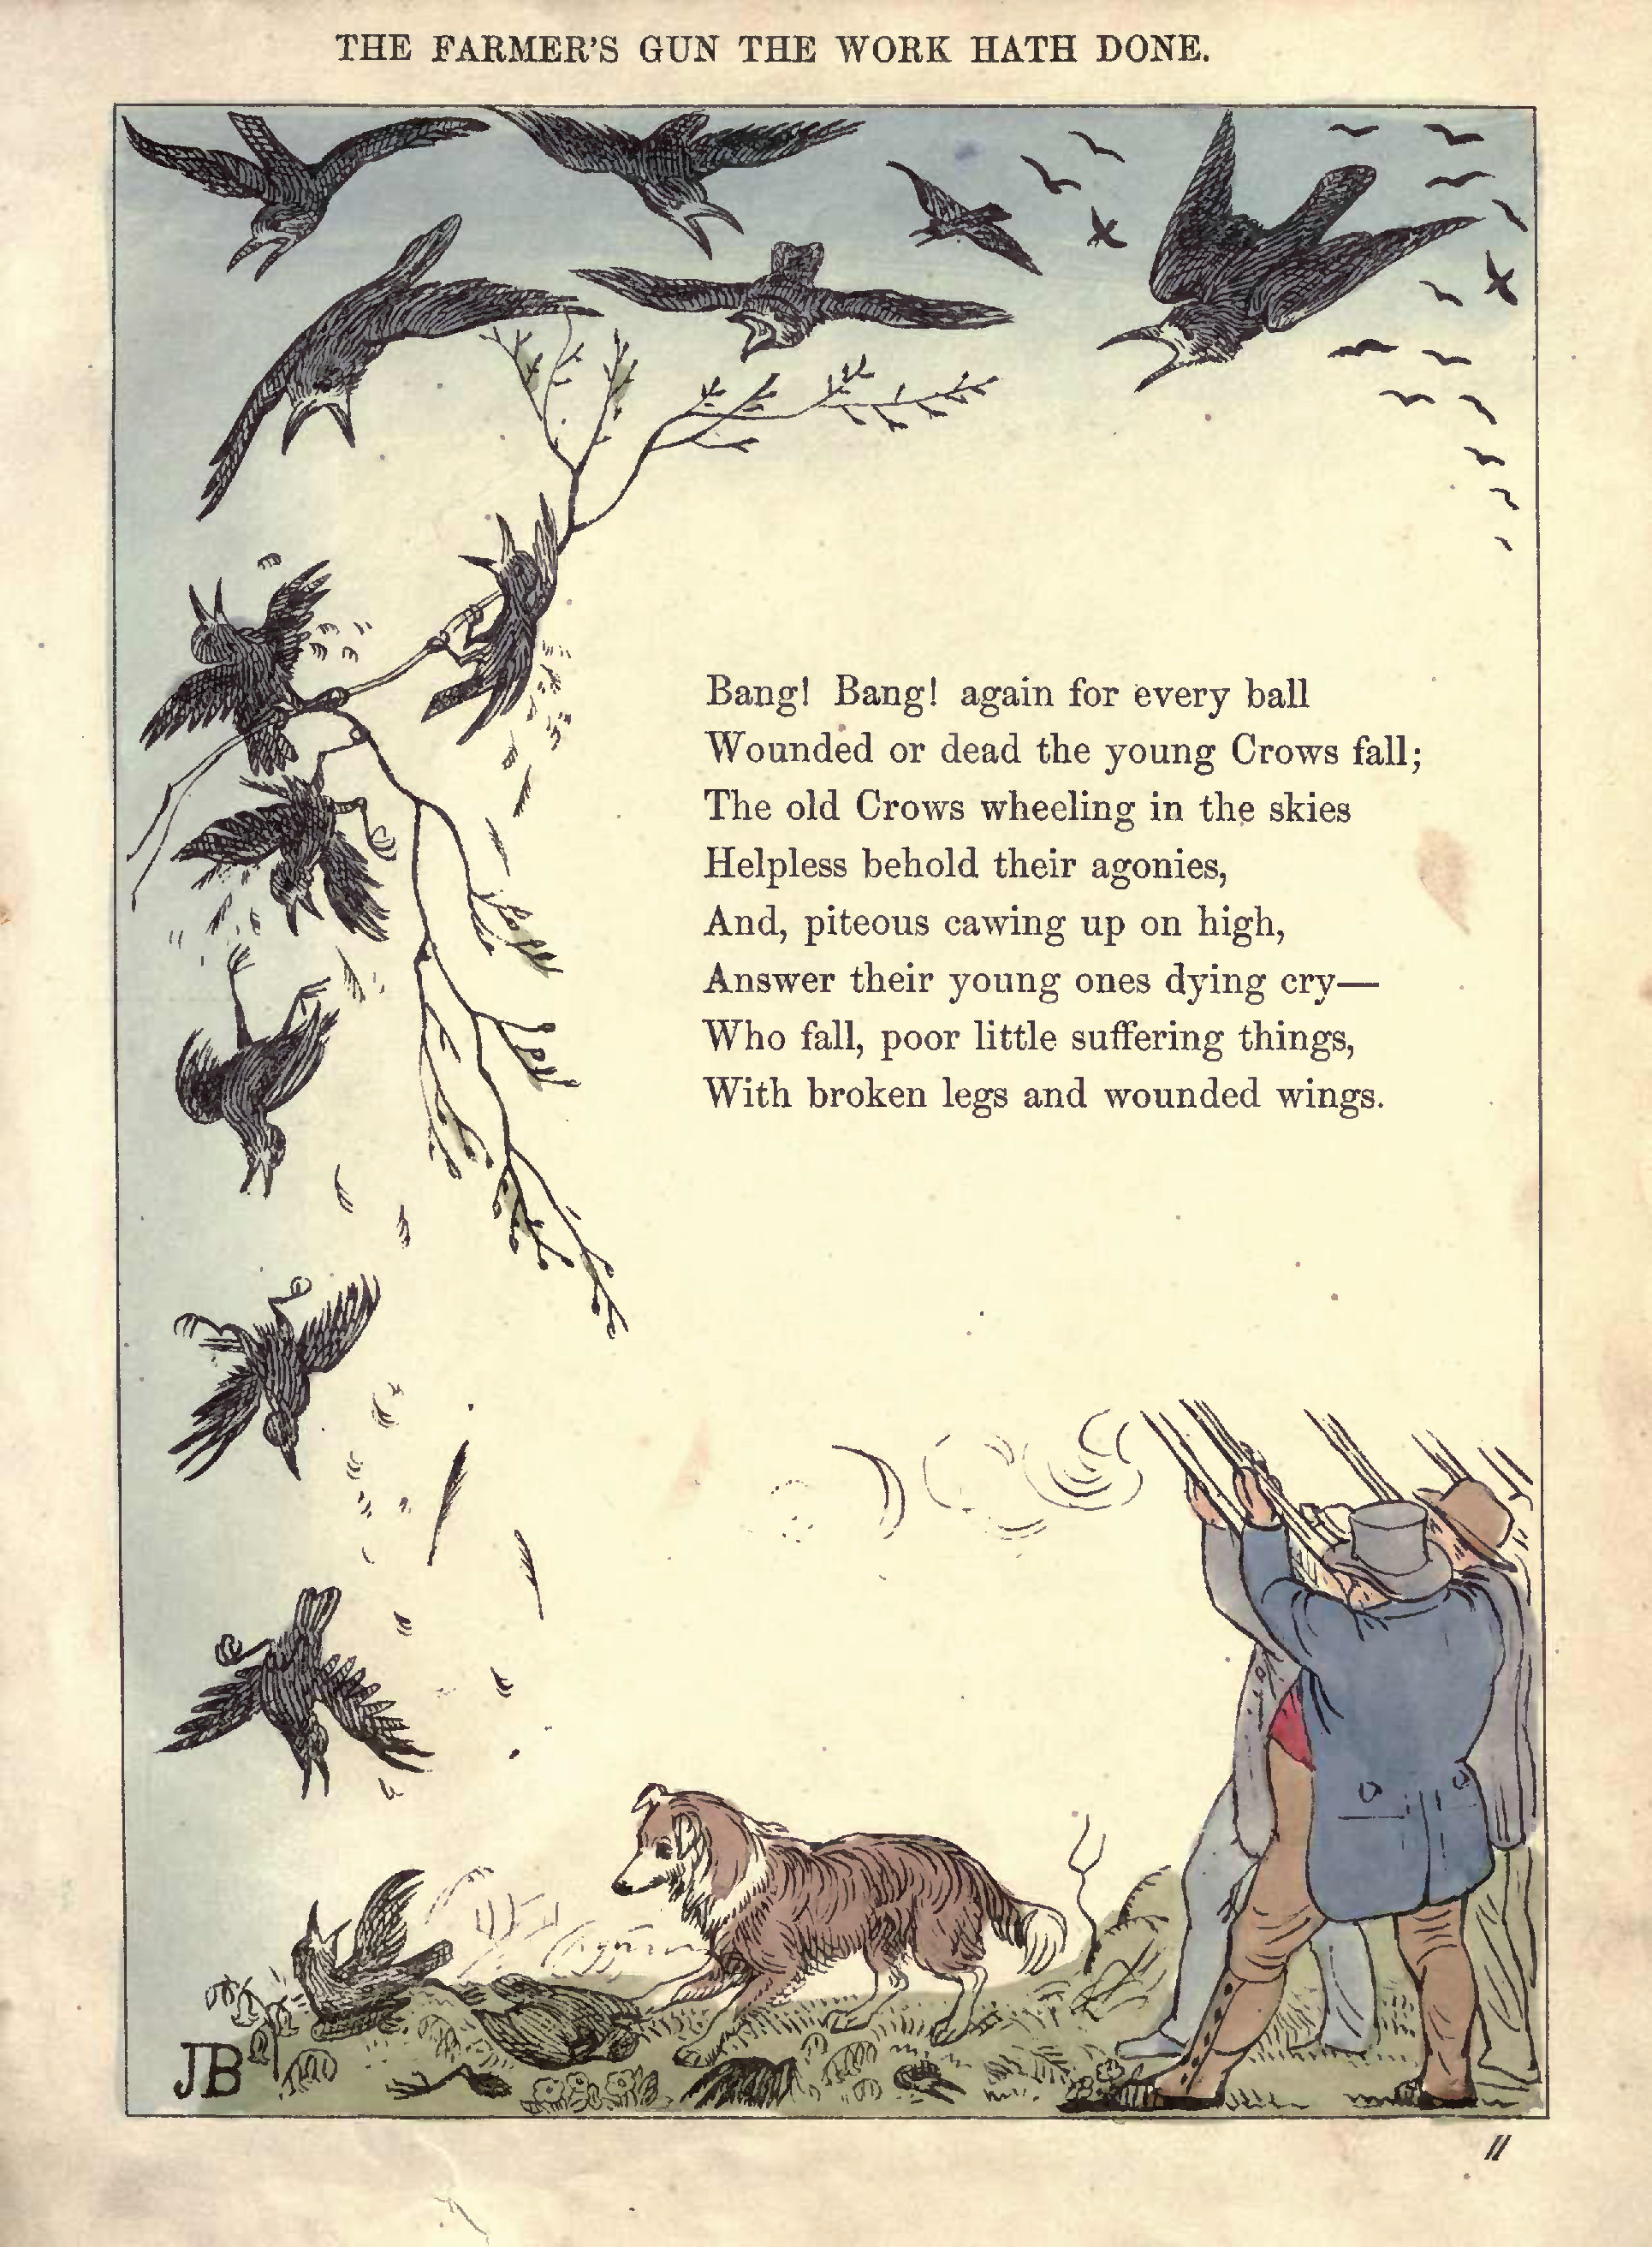 THE FARMER'S GUN THE WORK HATH DONE.
Bang! Bang! again for every ball
Wounded or dead the young Crows fall;
The old Crows wheeling in the skies
Helpless behold their agonies,
And, piteous cawing up on high,
Answer their young ones dying cry—
Who fall, poor little suffering things,
With broken legs and wounded wings.
JB
11